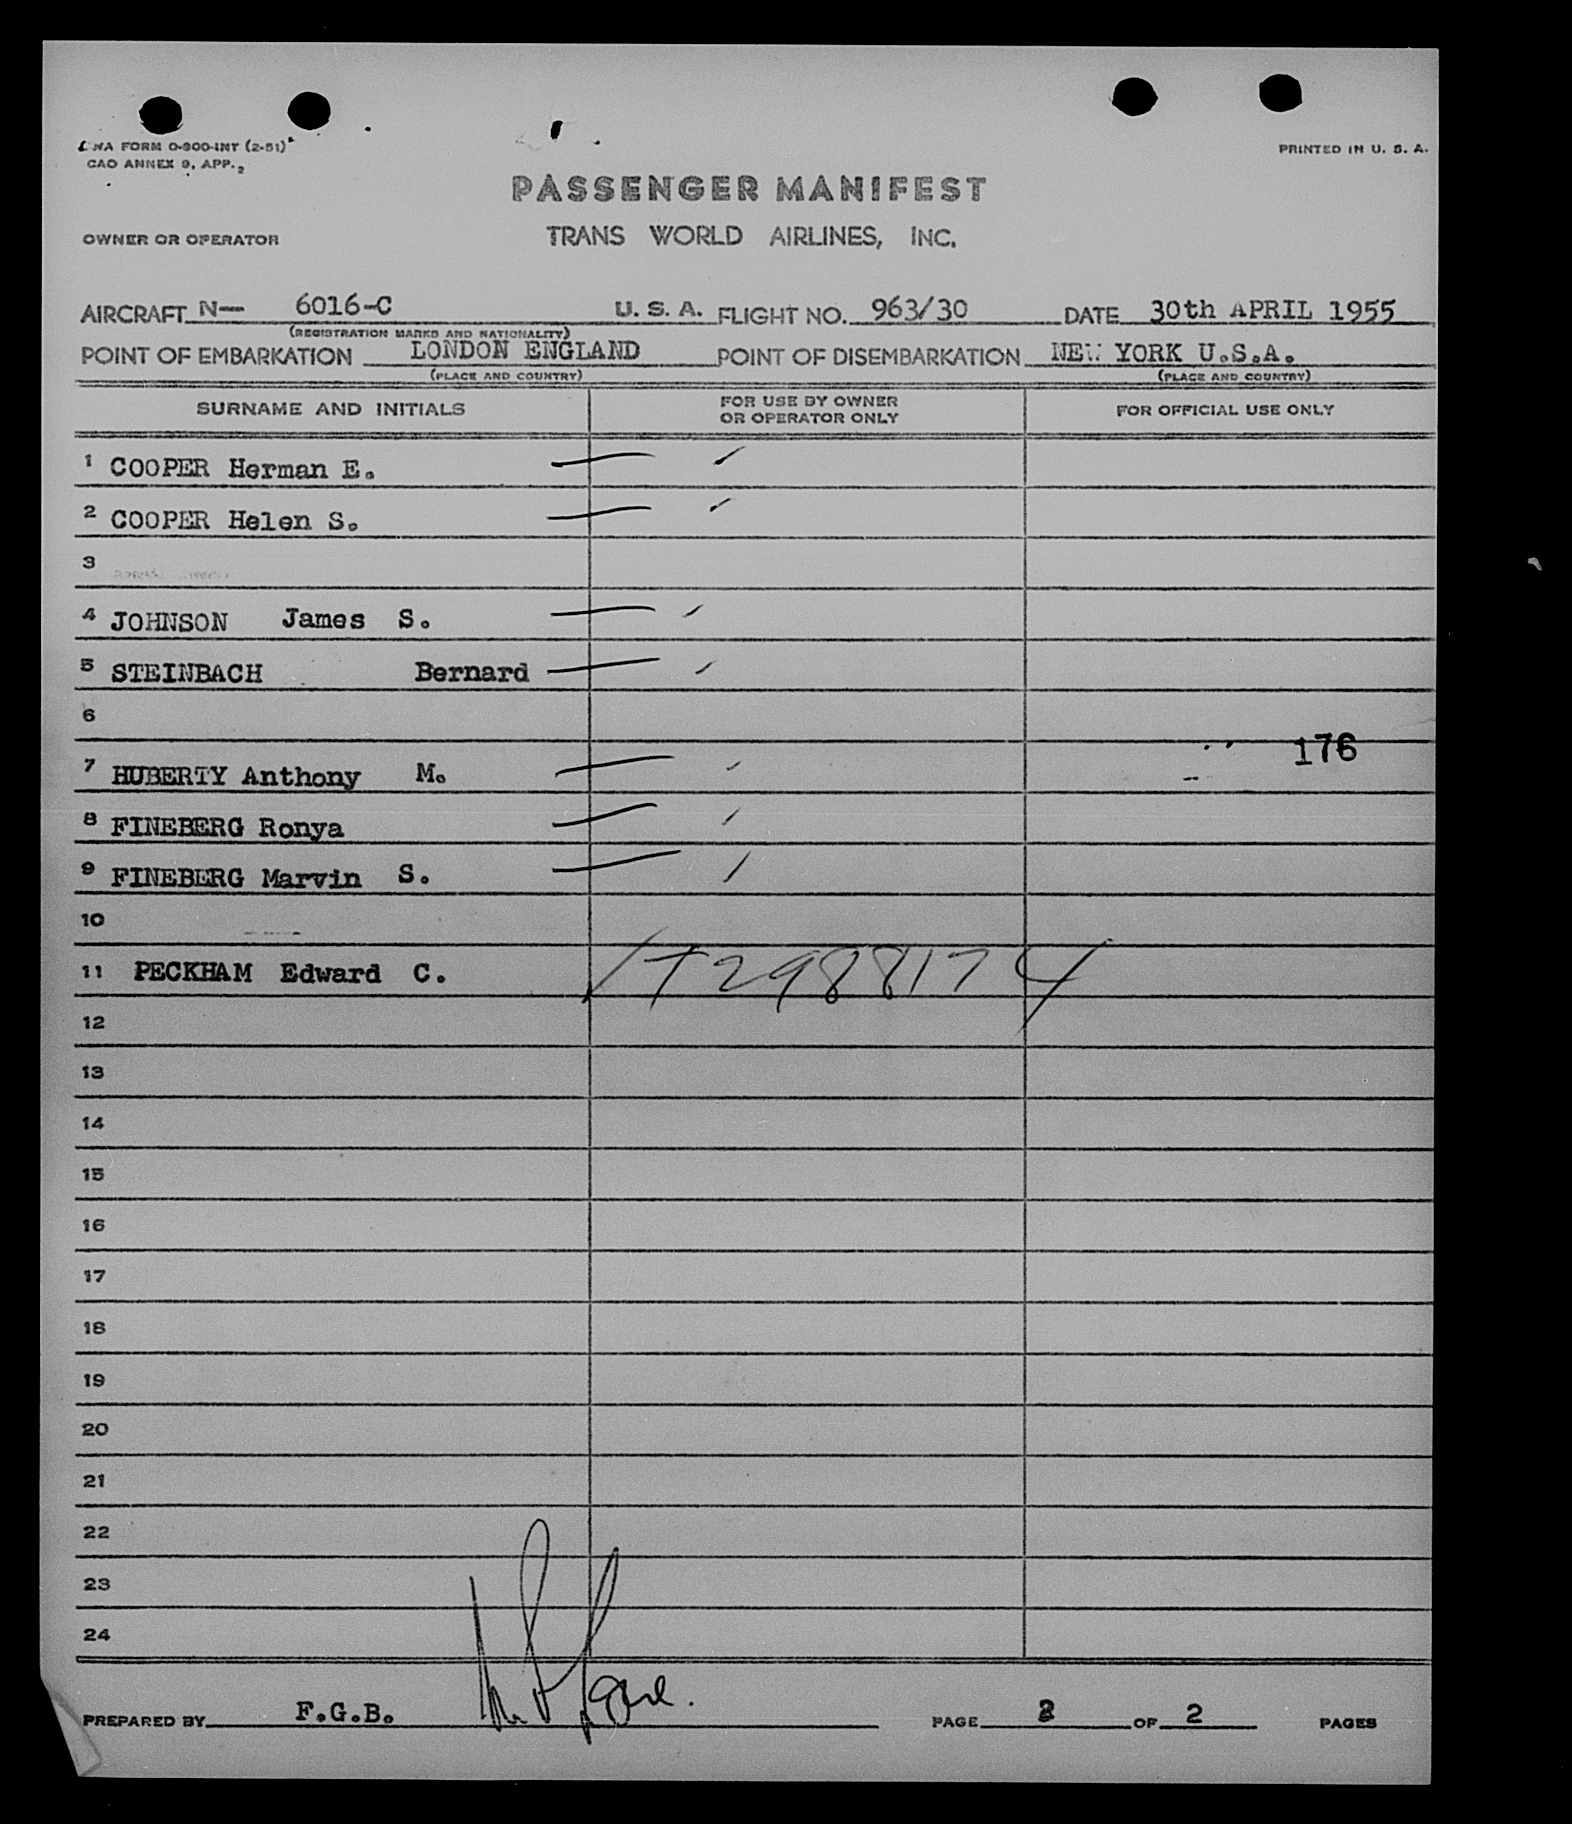 FORM O-800-INT (2-51)
PRINTED IN U. S. A.
CAO ANNEX 9, APP. 2
PASSENGER MANIFEST
OWNER OR OPERATOR TRANS WORLD AIRLINES, INC.
AIRCRAFT N— 6016-C U. S. A. FLIGHT NO. 963/30 DATE 30th APRIL 1955
(REGISTRATION MARKS AND NATIONALITY)
POINT OF EMBARKATION LONDON ENGLAND POINT OF DISEMBARKATION NEW YORK U.S.A.
(PLACE AND COUNTRY) (PLACE AND COUNTRY)
SURNAME AND INITIALS FOR USE BY OWNER OR OPERATOR ONLY FOR OFFICIAL USE ONLY
1 COOPER Herman E.
2 COOPER Helen S.
3
4 JOHNSON James S.
5 STEINBACH Bernard
6
176
7 HUBERTY Anthony M.
8 FINEBERG Ronya
9 FINEBERG Marvin S.
10
11 PECKHAM Edward C. 2988174
12
13
14
15
16
17
18
19
20
21
22
23
24
PREPARED BY F.G.B. PAGE 2 OF 2 PAGES